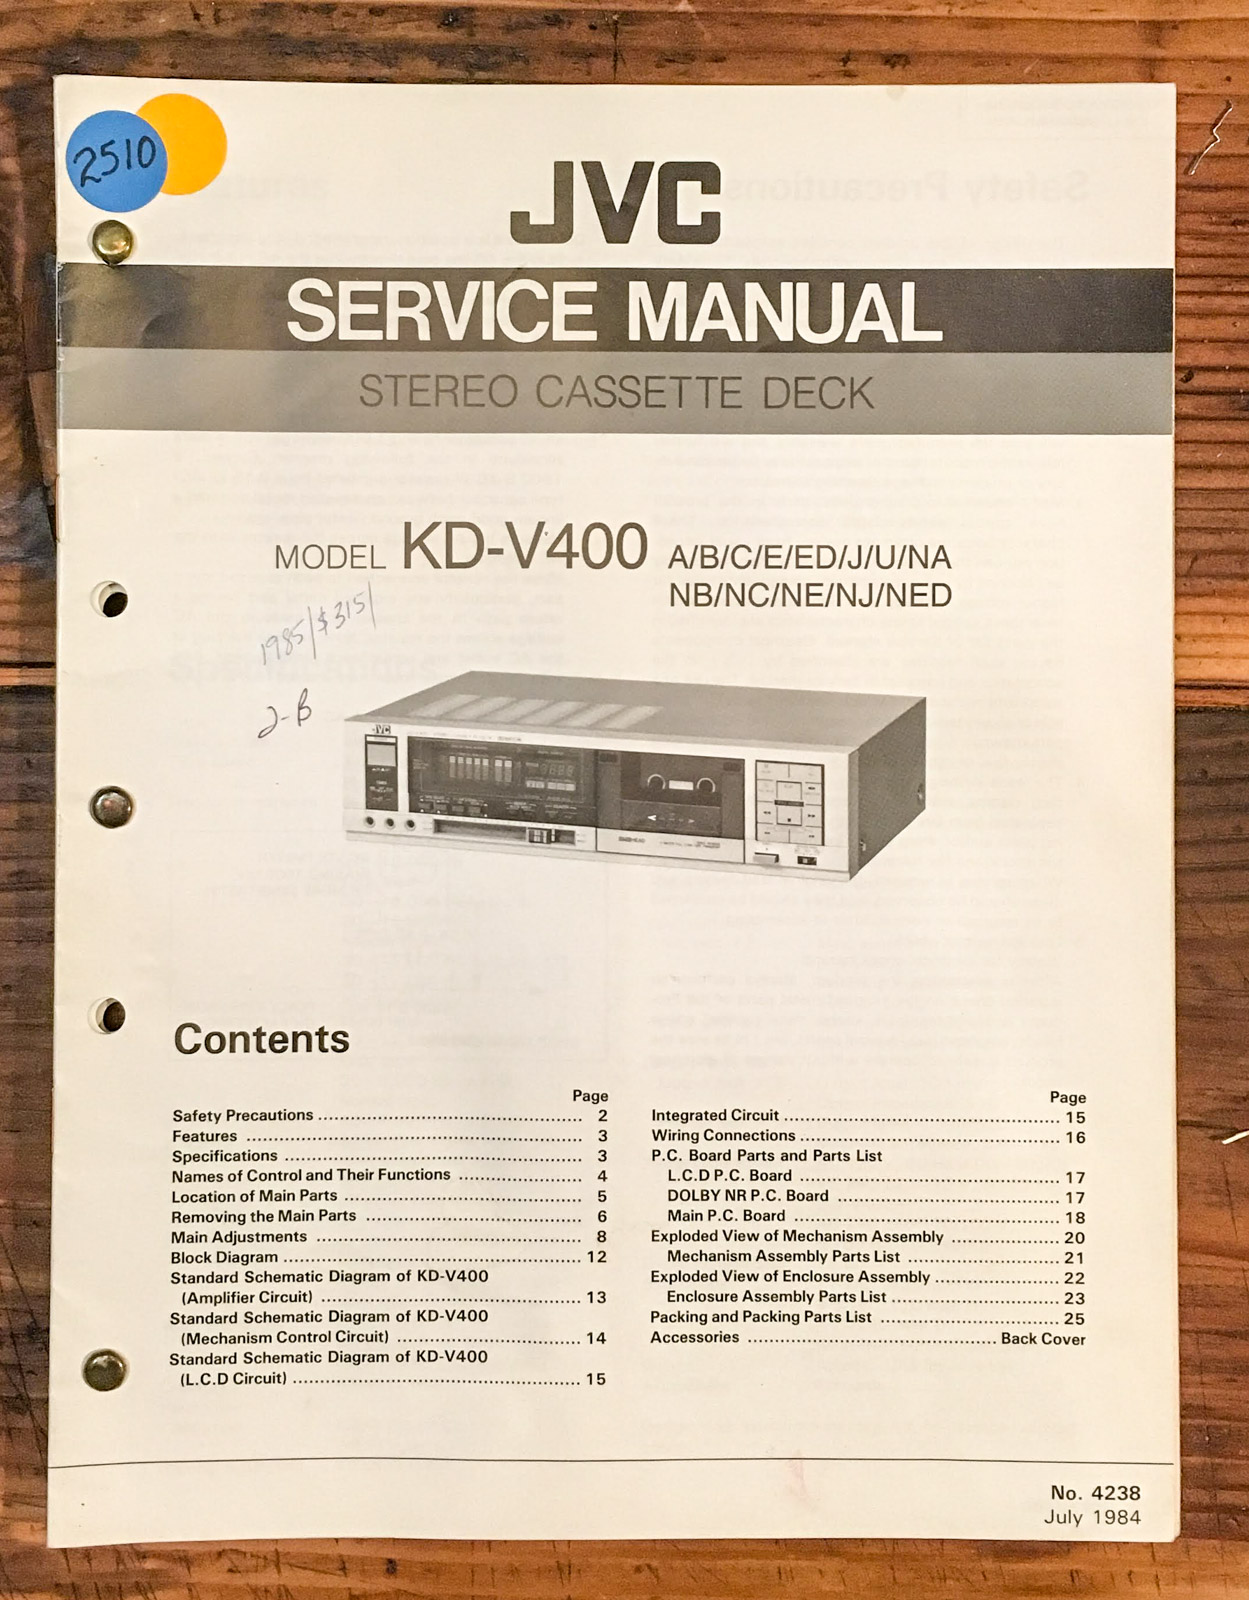 2510
JVC
SERVICE MANUAL
STEREO CASSETTE DECK
MODEL KD-V400 A/B/C/E/ED/J/U/NA
NB/NC/NE/NJ/NED
1985/$315/
2-B
JVC
Contents
Page
Safety Precautions ........ 2
Features ........ 3
Specifications ........ 3
Names of Control and Their Functions ........ 4
Location of Main Parts ........ 5
Removing the Main Parts ........ 6
Main Adjustments ........ 8
Block Diagram ........ 12
Standard Schematic Diagram of KD-V400
(Amplifier Circuit) ........ 13
Standard Schematic Diagram of KD-V400
(Mechanism Control Circuit) ........ 14
Standard Schematic Diagram of KD-V400
(L.C.D Circuit) ........ 15
Page
Integrated Circuit ........ 15
Wiring Connections ........ 16
P.C. Board Parts and Parts List
L.C.D P.C. Board ........ 17
DOLBY NR P.C. Board ........ 17
Main P.C. Board ........ 18
Exploded View of Mechanism Assembly ........ 20
Mechanism Assembly Parts List ........ 21
Exploded View of Enclosure Assembly ........ 22
Enclosure Assembly Parts List ........ 23
Packing and Packing Parts List ........ 25
Accessories ........ Back Cover
No. 4238
July 1984